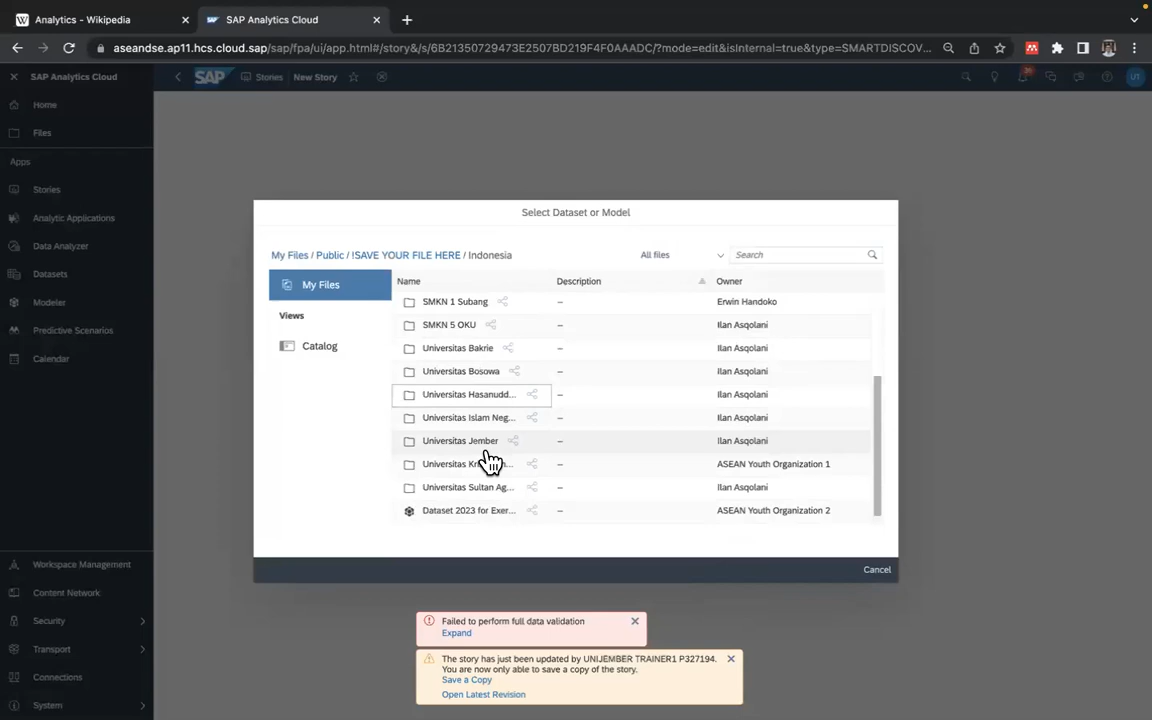 Analytics - Wikipedia
SAP Analytics Cloud
aseandse.ap11.hcs.cloud.sap/sap/fpa/ui/app.html#/story&/s/6B21350729473E2507BD219F4F0AAADC/?mode=edit&isInternal=true&type=SMARTDISCOV...
SAP Analytics Cloud
SAP Stories New Story
Home
Files
Apps
Stories
Analytic Applications
Data Analyzer
Datasets
Modeler
Predictive Scenarios
Calendar
Workspace Management
Content Network
Security
Transport
Connections
System
Select Dataset or Model
My Files / Public / !SAVE YOUR FILE HERE / Indonesia
All files
Search
My Files
Views
Catalog
Name Description Owner
SMKN 1 Subang – Erwin Handoko
SMKN 5 OKU – Ilan Asqolani
Universitas Bakrie – Ilan Asqolani
Universitas Bosowa – Ilan Asqolani
Universitas Hasanudd... – Ilan Asqolani
Universitas Islam Neg... – Ilan Asqolani
Universitas Jember – Ilan Asqolani
Universitas – ASEAN Youth Organization 1
Universitas Sultan Ag... – Ilan Asqolani
Dataset 2023 for Exer... – ASEAN Youth Organization 2
Cancel
Failed to perform full data validation
Expand
The story has just been updated by UNIJEMBER TRAINER1 P327194.
You are now only able to save a copy of the story.
Save a Copy
Open Latest Revision